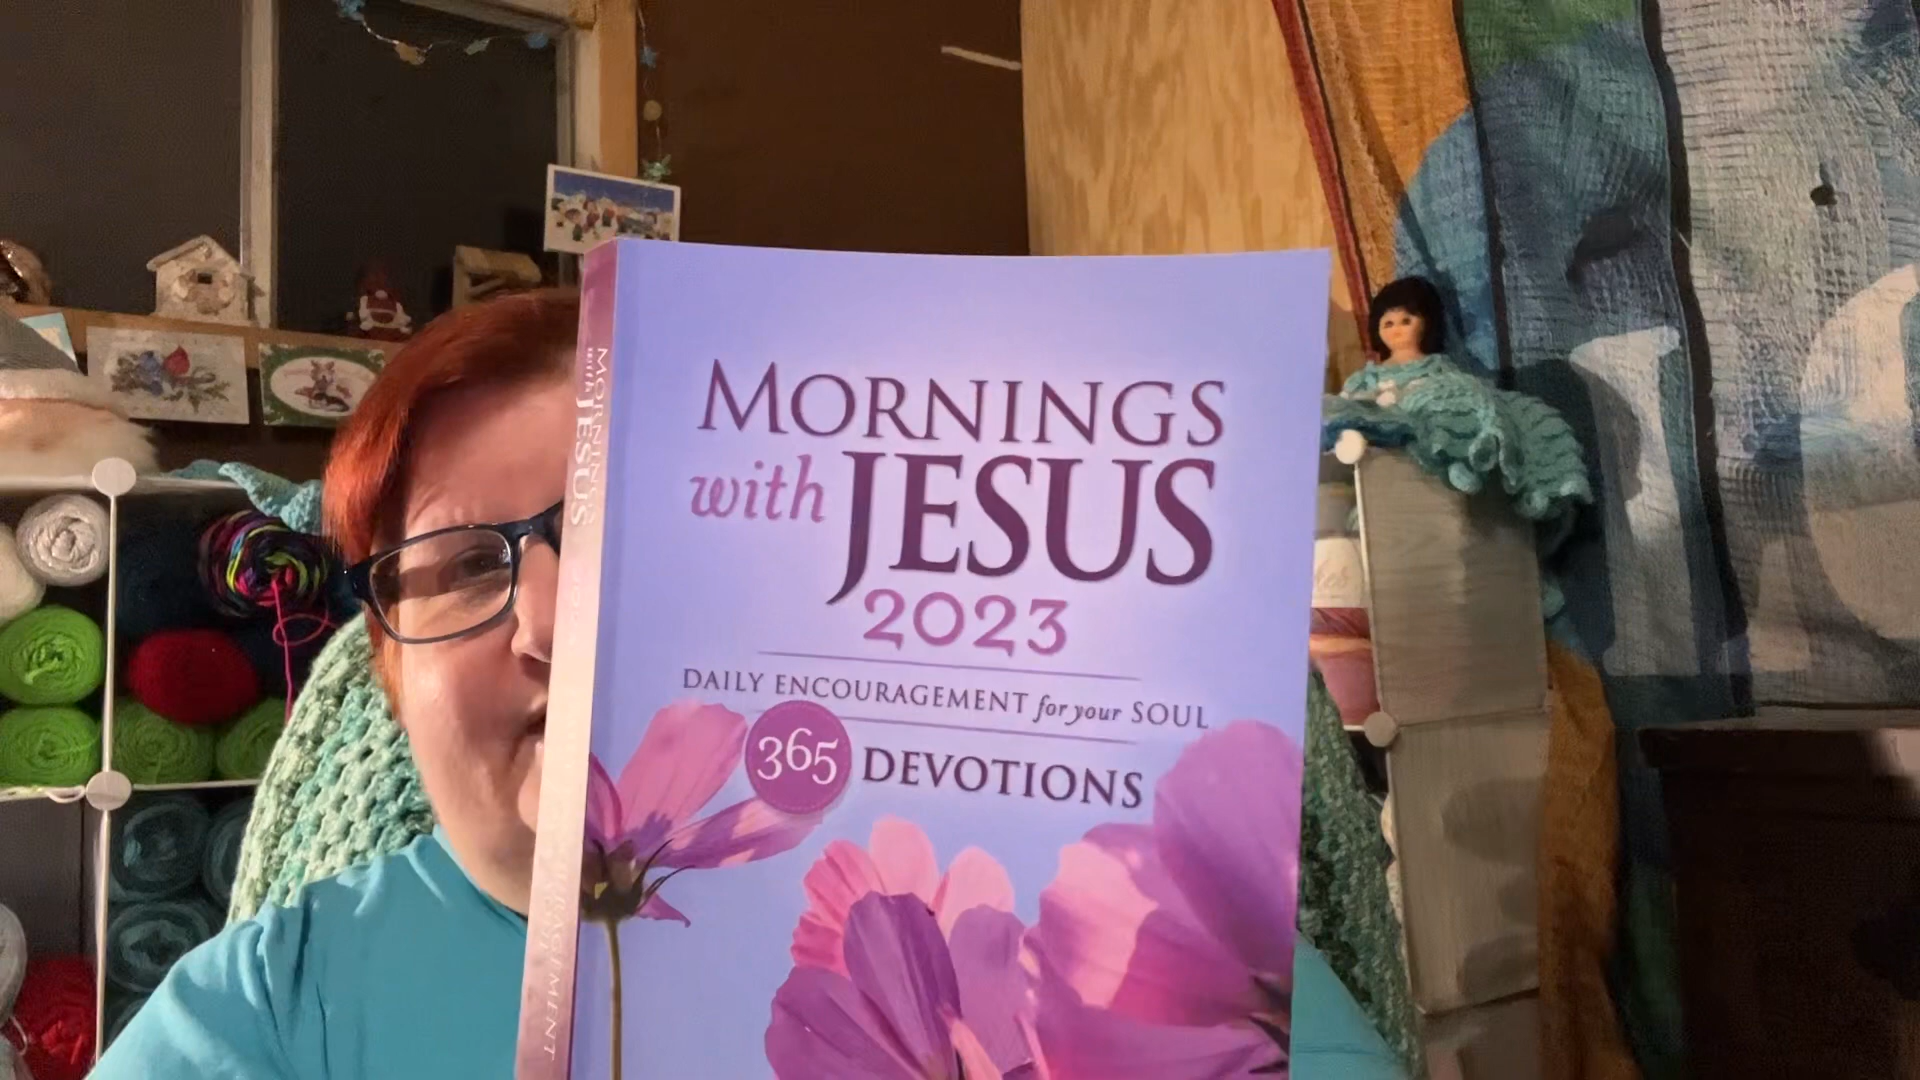 MORNINGS
with JESUS
2023
DAILY ENCOURAGEMENT for your SOUL
365 DEVOTIONS
MORNINGS
with JESUS